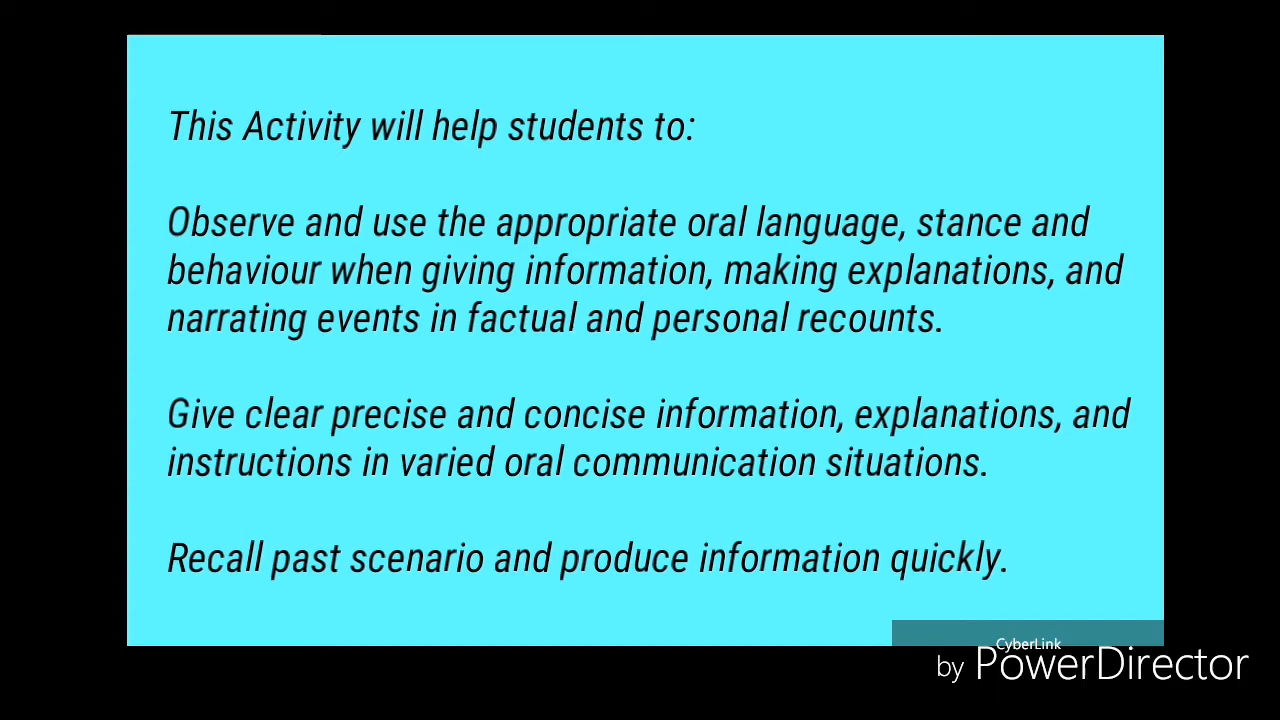 This Activity will help students to:
Observe and use the appropriate oral language, stance and
behaviour when giving information, making explanations, and
narrating events in factual and personal recounts.
Give clear precise and concise information, explanations, and
instructions in varied oral communication situations.
Recall past scenario and produce information quickly.
CyberLink
by PowerDirector